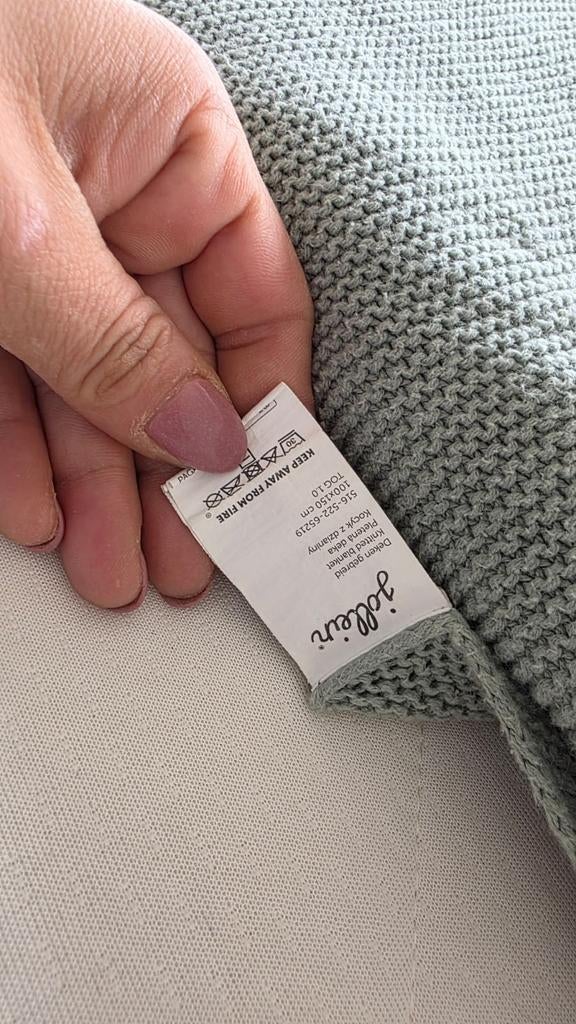 jollein®
Deken gebreid
Knitted blanket
Pletená deka
Kocyk z dzianiny
516-522-65219
100x150 cm
TOG 1.0
KEEP AWAY FROM FIRE
30
®